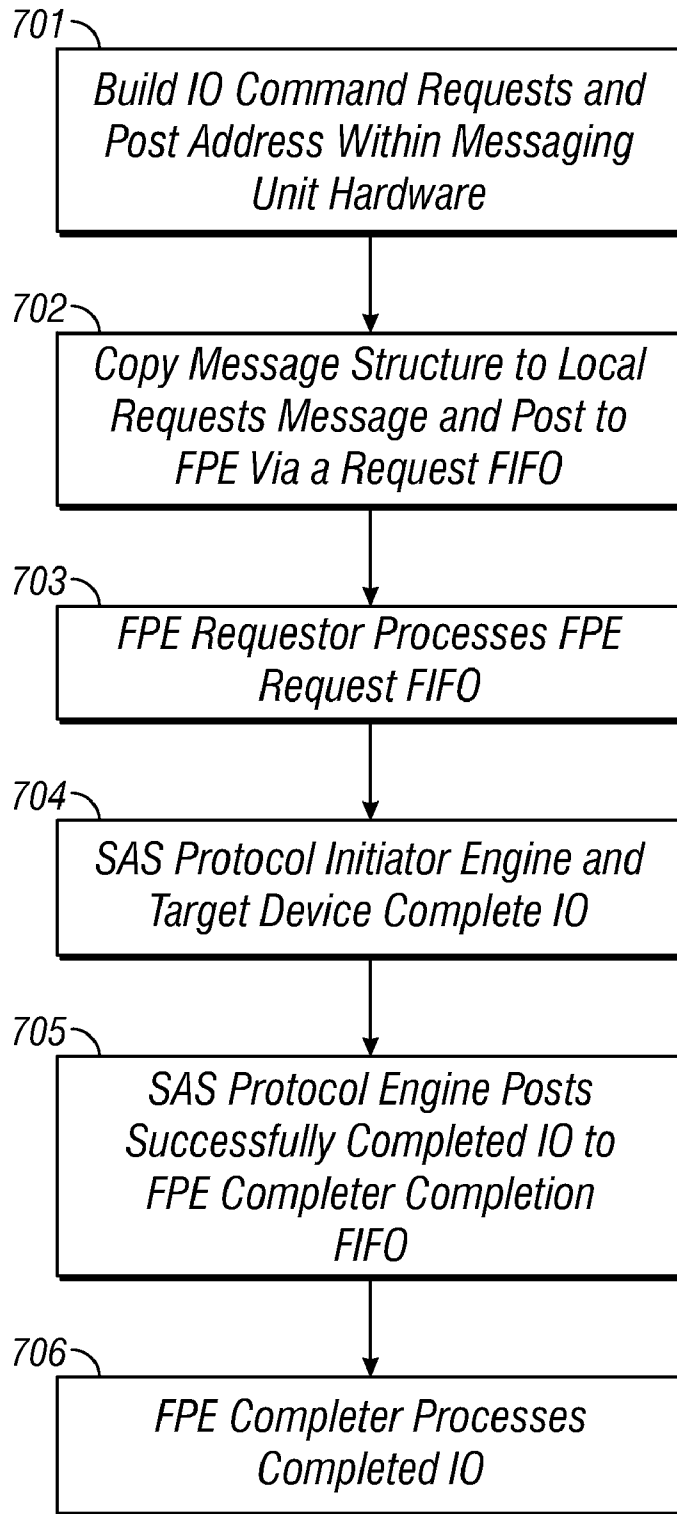 701
Build IO Command Requests and
Post Address Within Messaging
Unit Hardware
702
Copy Message Structure to Local
Requests Message and Post to
FPE Via a Request FIFO
703
FPE Requestor Processes FPE
Request FIFO
704
SAS Protocol Initiator Engine and
Target Device Complete IO
705
SAS Protocol Engine Posts
Successfully Completed IO to
FPE Completer Completion
FIFO
706
FPE Completer Processes
Completed IO